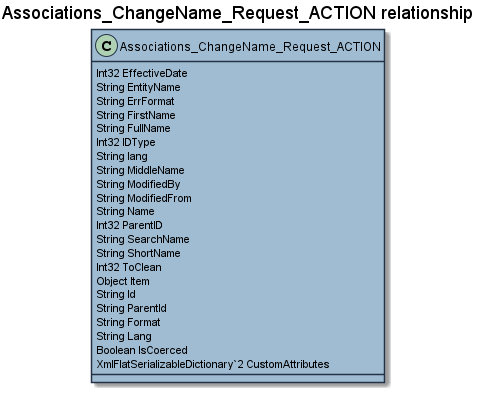 Associations_ChangeName_Request_ACTION relationship
C Associations_ChangeName_Request_ACTION
Int32 EffectiveDate
String EntityName
String ErrFormat
String FirstName
String FullName
Int32 IDType
String lang
String MiddleName
String ModifiedBy
String ModifiedFrom
String Name
Int32 ParentID
String SearchName
String ShortName
Int32 ToClean
Object Item
String Id
String ParentId
String Format
String Lang
Boolean IsCoerced
XmlFlatSerializableDictionary`2 CustomAttributes